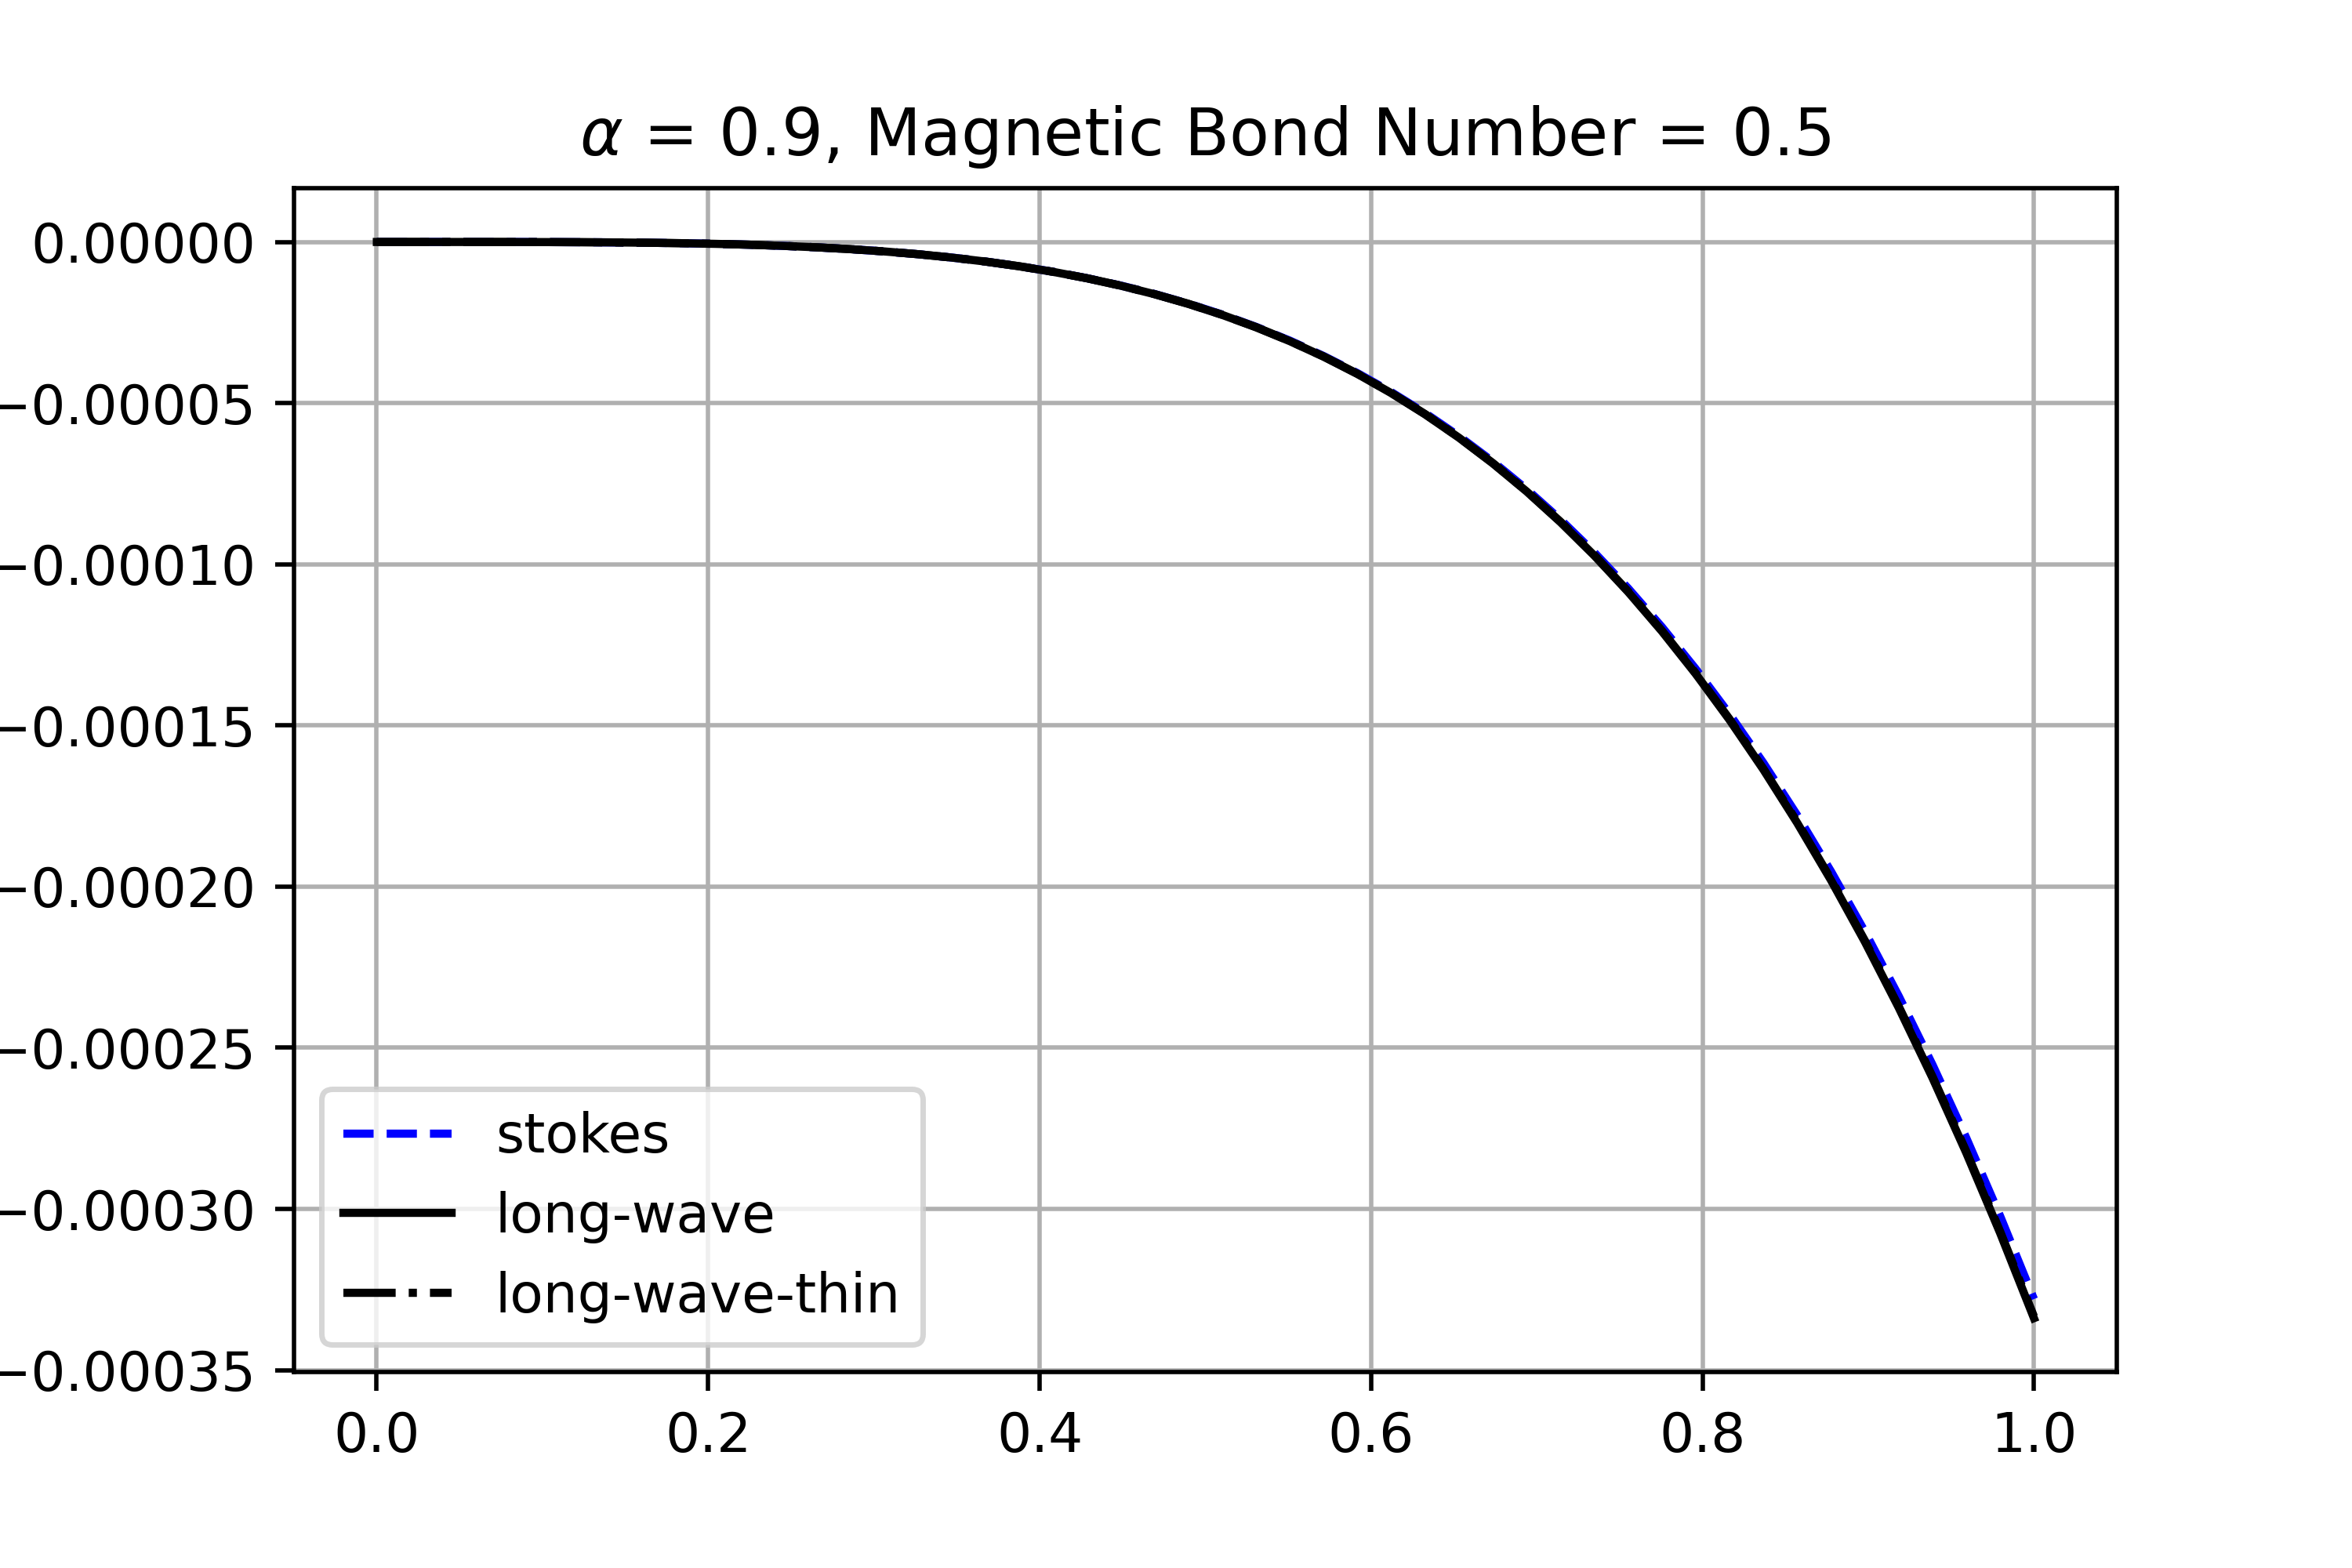 α = 0.9, Magnetic Bond Number = 0.5
0.00000
−0.00005
−0.00010
−0.00015
−0.00020
−0.00025
−0.00030
−0.00035
stokes
long-wave
long-wave-thin
0.0 0.2 0.4 0.6 0.8 1.0